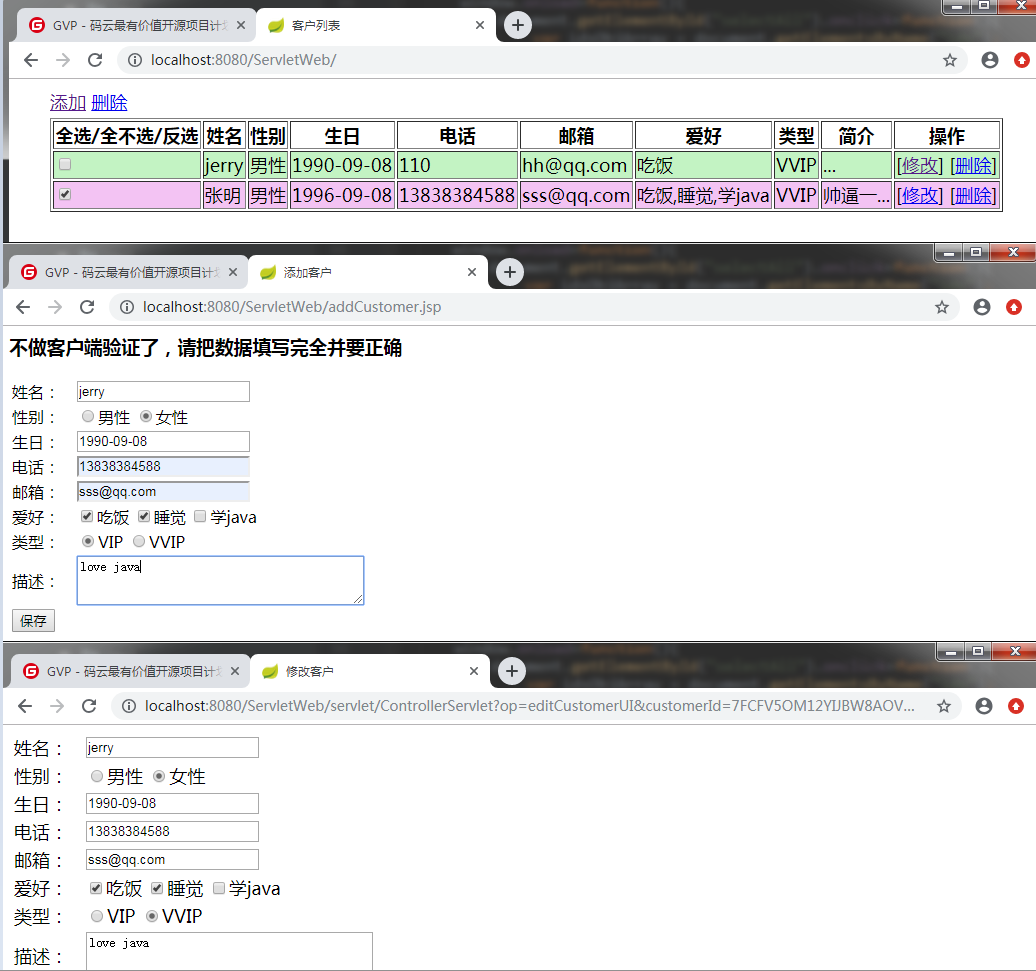 GVP - 码云最有价值开源项目计划
客户列表
localhost:8080/ServletWeb/
添加 删除
全选/全不选/反选 姓名 性别 生日 电话 邮箱 爱好 类型 简介 操作
jerry 男性 1990-09-08 110 hh@qq.com 吃饭 VVIP ... [修改] [删除]
张明 男性 1996-09-08 13838384588 sss@qq.com 吃饭,睡觉,学java VVIP 帅逼一... [修改] [删除]
GVP - 码云最有价值开源项目计划
添加客户
localhost:8080/ServletWeb/addCustomer.jsp
不做客户端验证了，请把数据填写完全并要正确
姓名： jerry
性别： 男性 女性
生日： 1990-09-08
电话： 13838384588
邮箱： sss@qq.com
爱好： 吃饭 睡觉 学java
类型： VIP VVIP
描述： love java
保存
GVP - 码云最有价值开源项目计划
修改客户
localhost:8080/ServletWeb/servlet/ControllerServlet?op=editCustomerUI&customerId=7FCFV5OM12YIJBW8AOV...
姓名： jerry
性别： 男性 女性
生日： 1990-09-08
电话： 13838384588
邮箱： sss@qq.com
爱好： 吃饭 睡觉 学java
类型： VIP VVIP
描述： love java